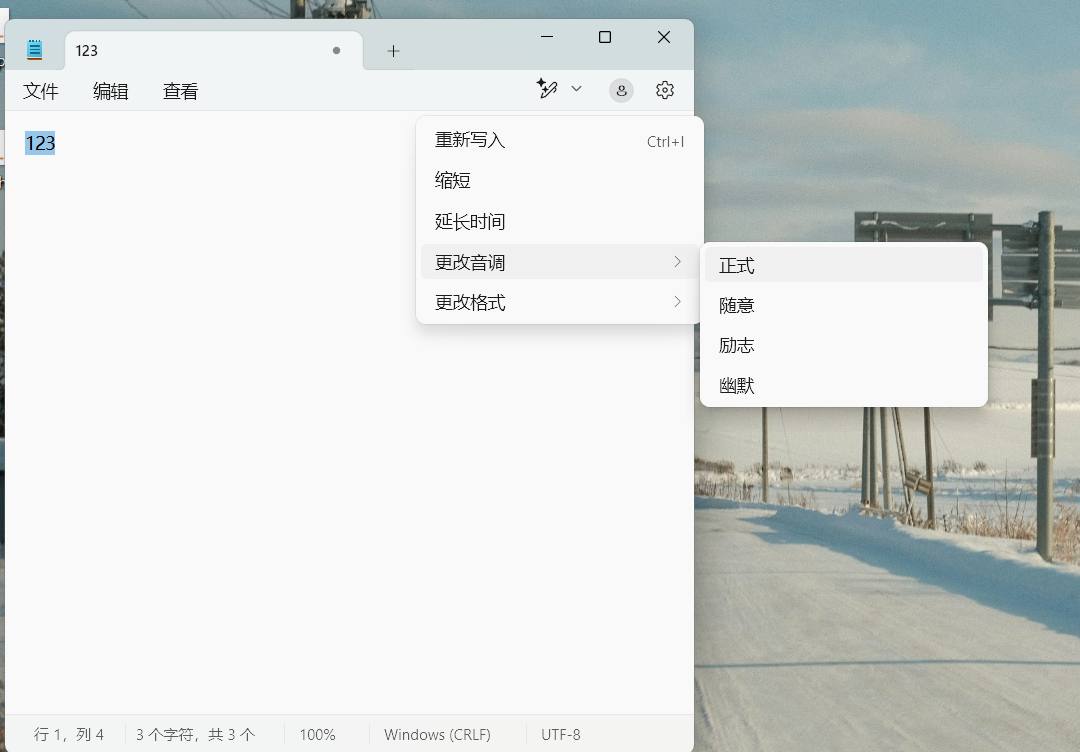 123
文件 编辑 查看
123
重新写入 Ctrl+I
缩短
延长时间
更改音调
更改格式
正式
随意
励志
幽默
行 1，列 4 3 个字符，共 3 个 100% Windows (CRLF) UTF-8